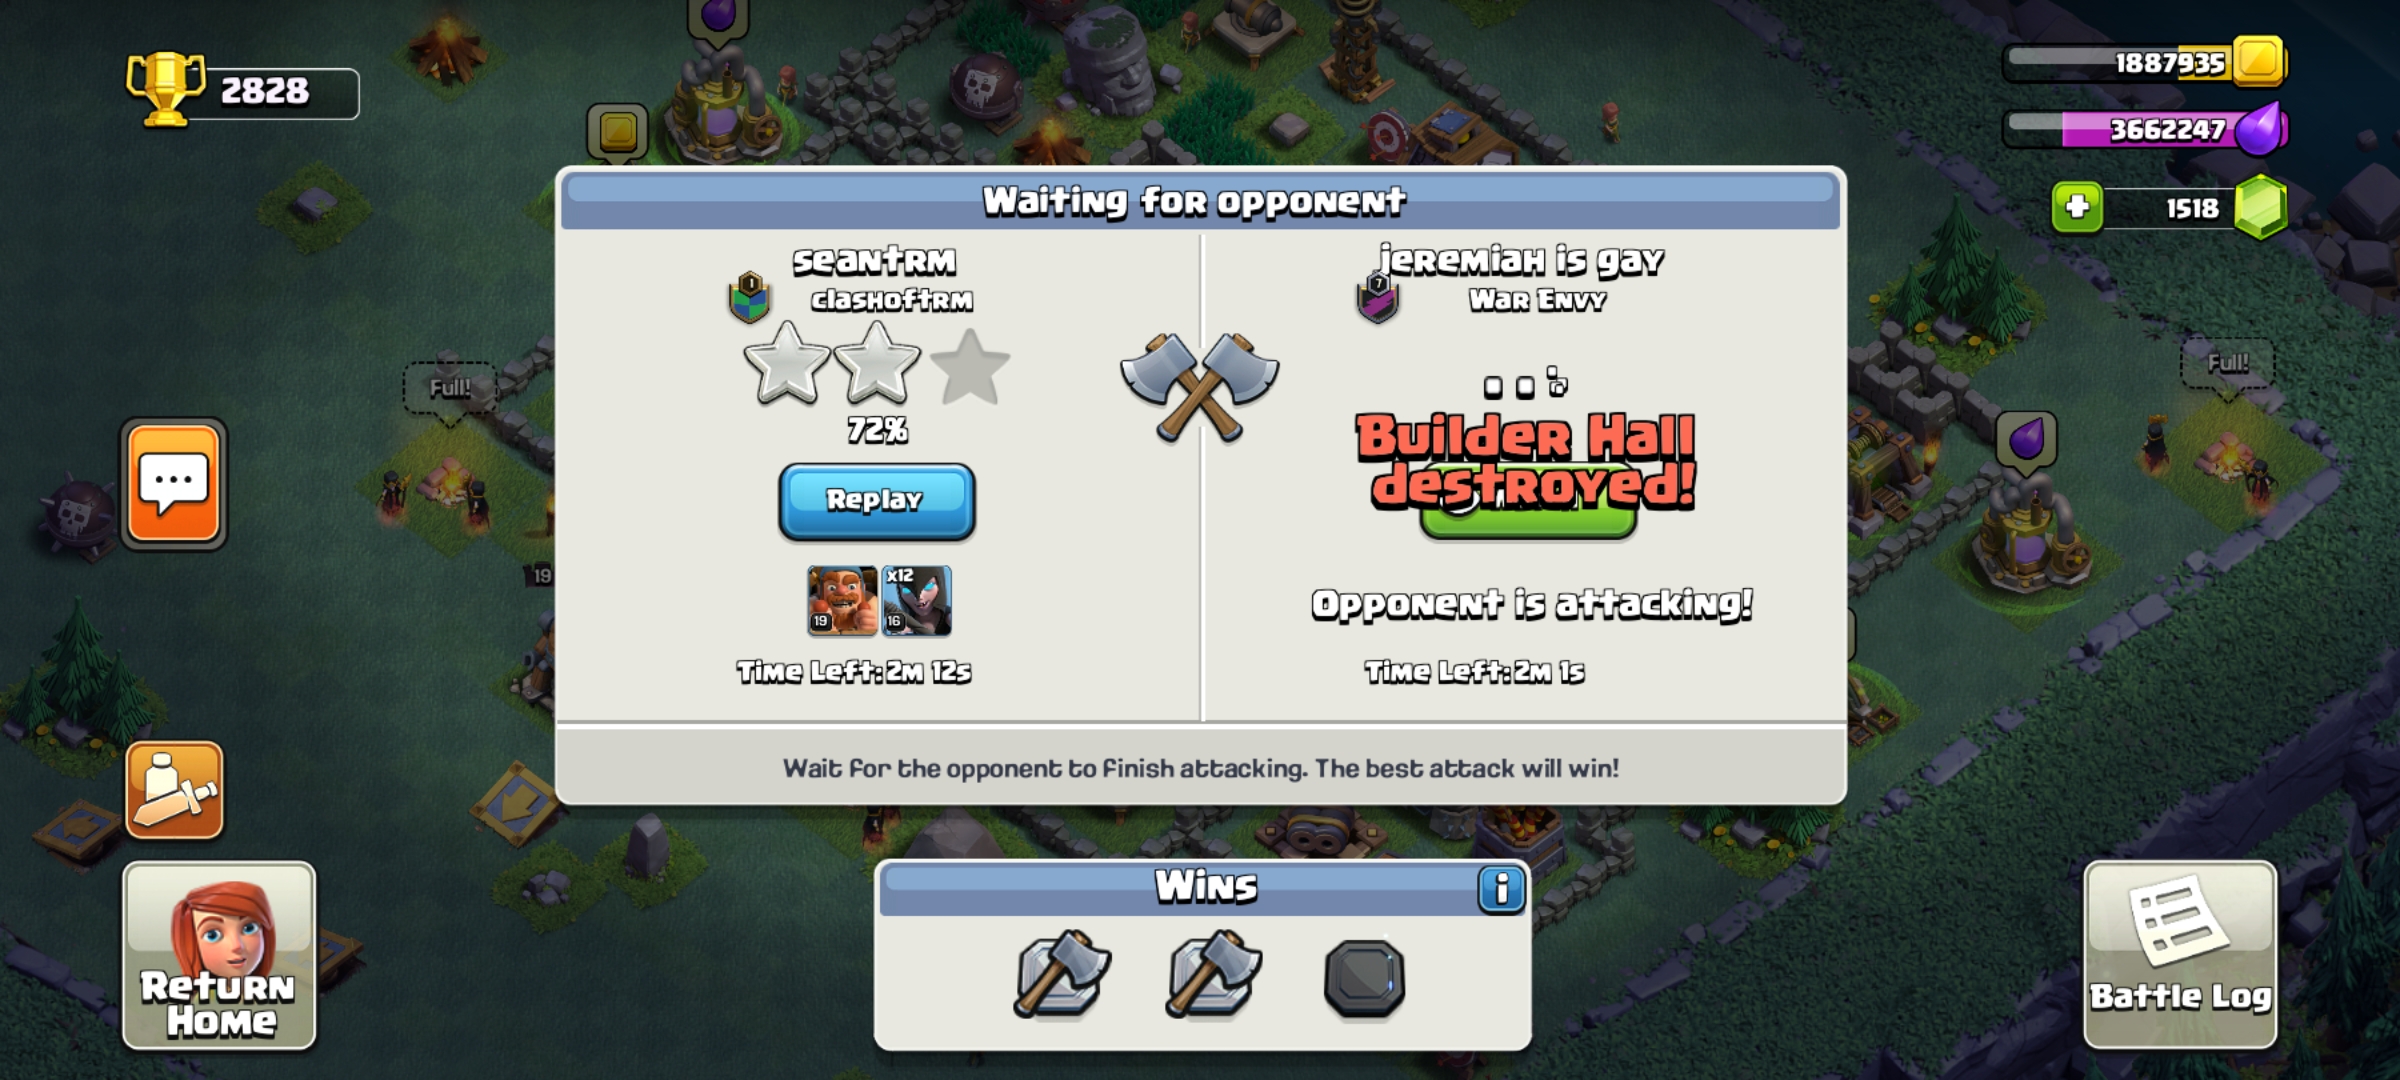 2828
1887935
3662247
1518
Waiting for opponent
seantrm
1
clashoftrm
72%
Replay
19
x12
16
Time Left: 2m 12s
jeremiah is gay
7
War Envy
Builder Hall
destroyed!
Opponent is attacking!
Time Left: 2m 1s
Wait for the opponent to finish attacking. The best attack will win!
Full!
Full!
19
Wins
i
Return
Home
Battle Log